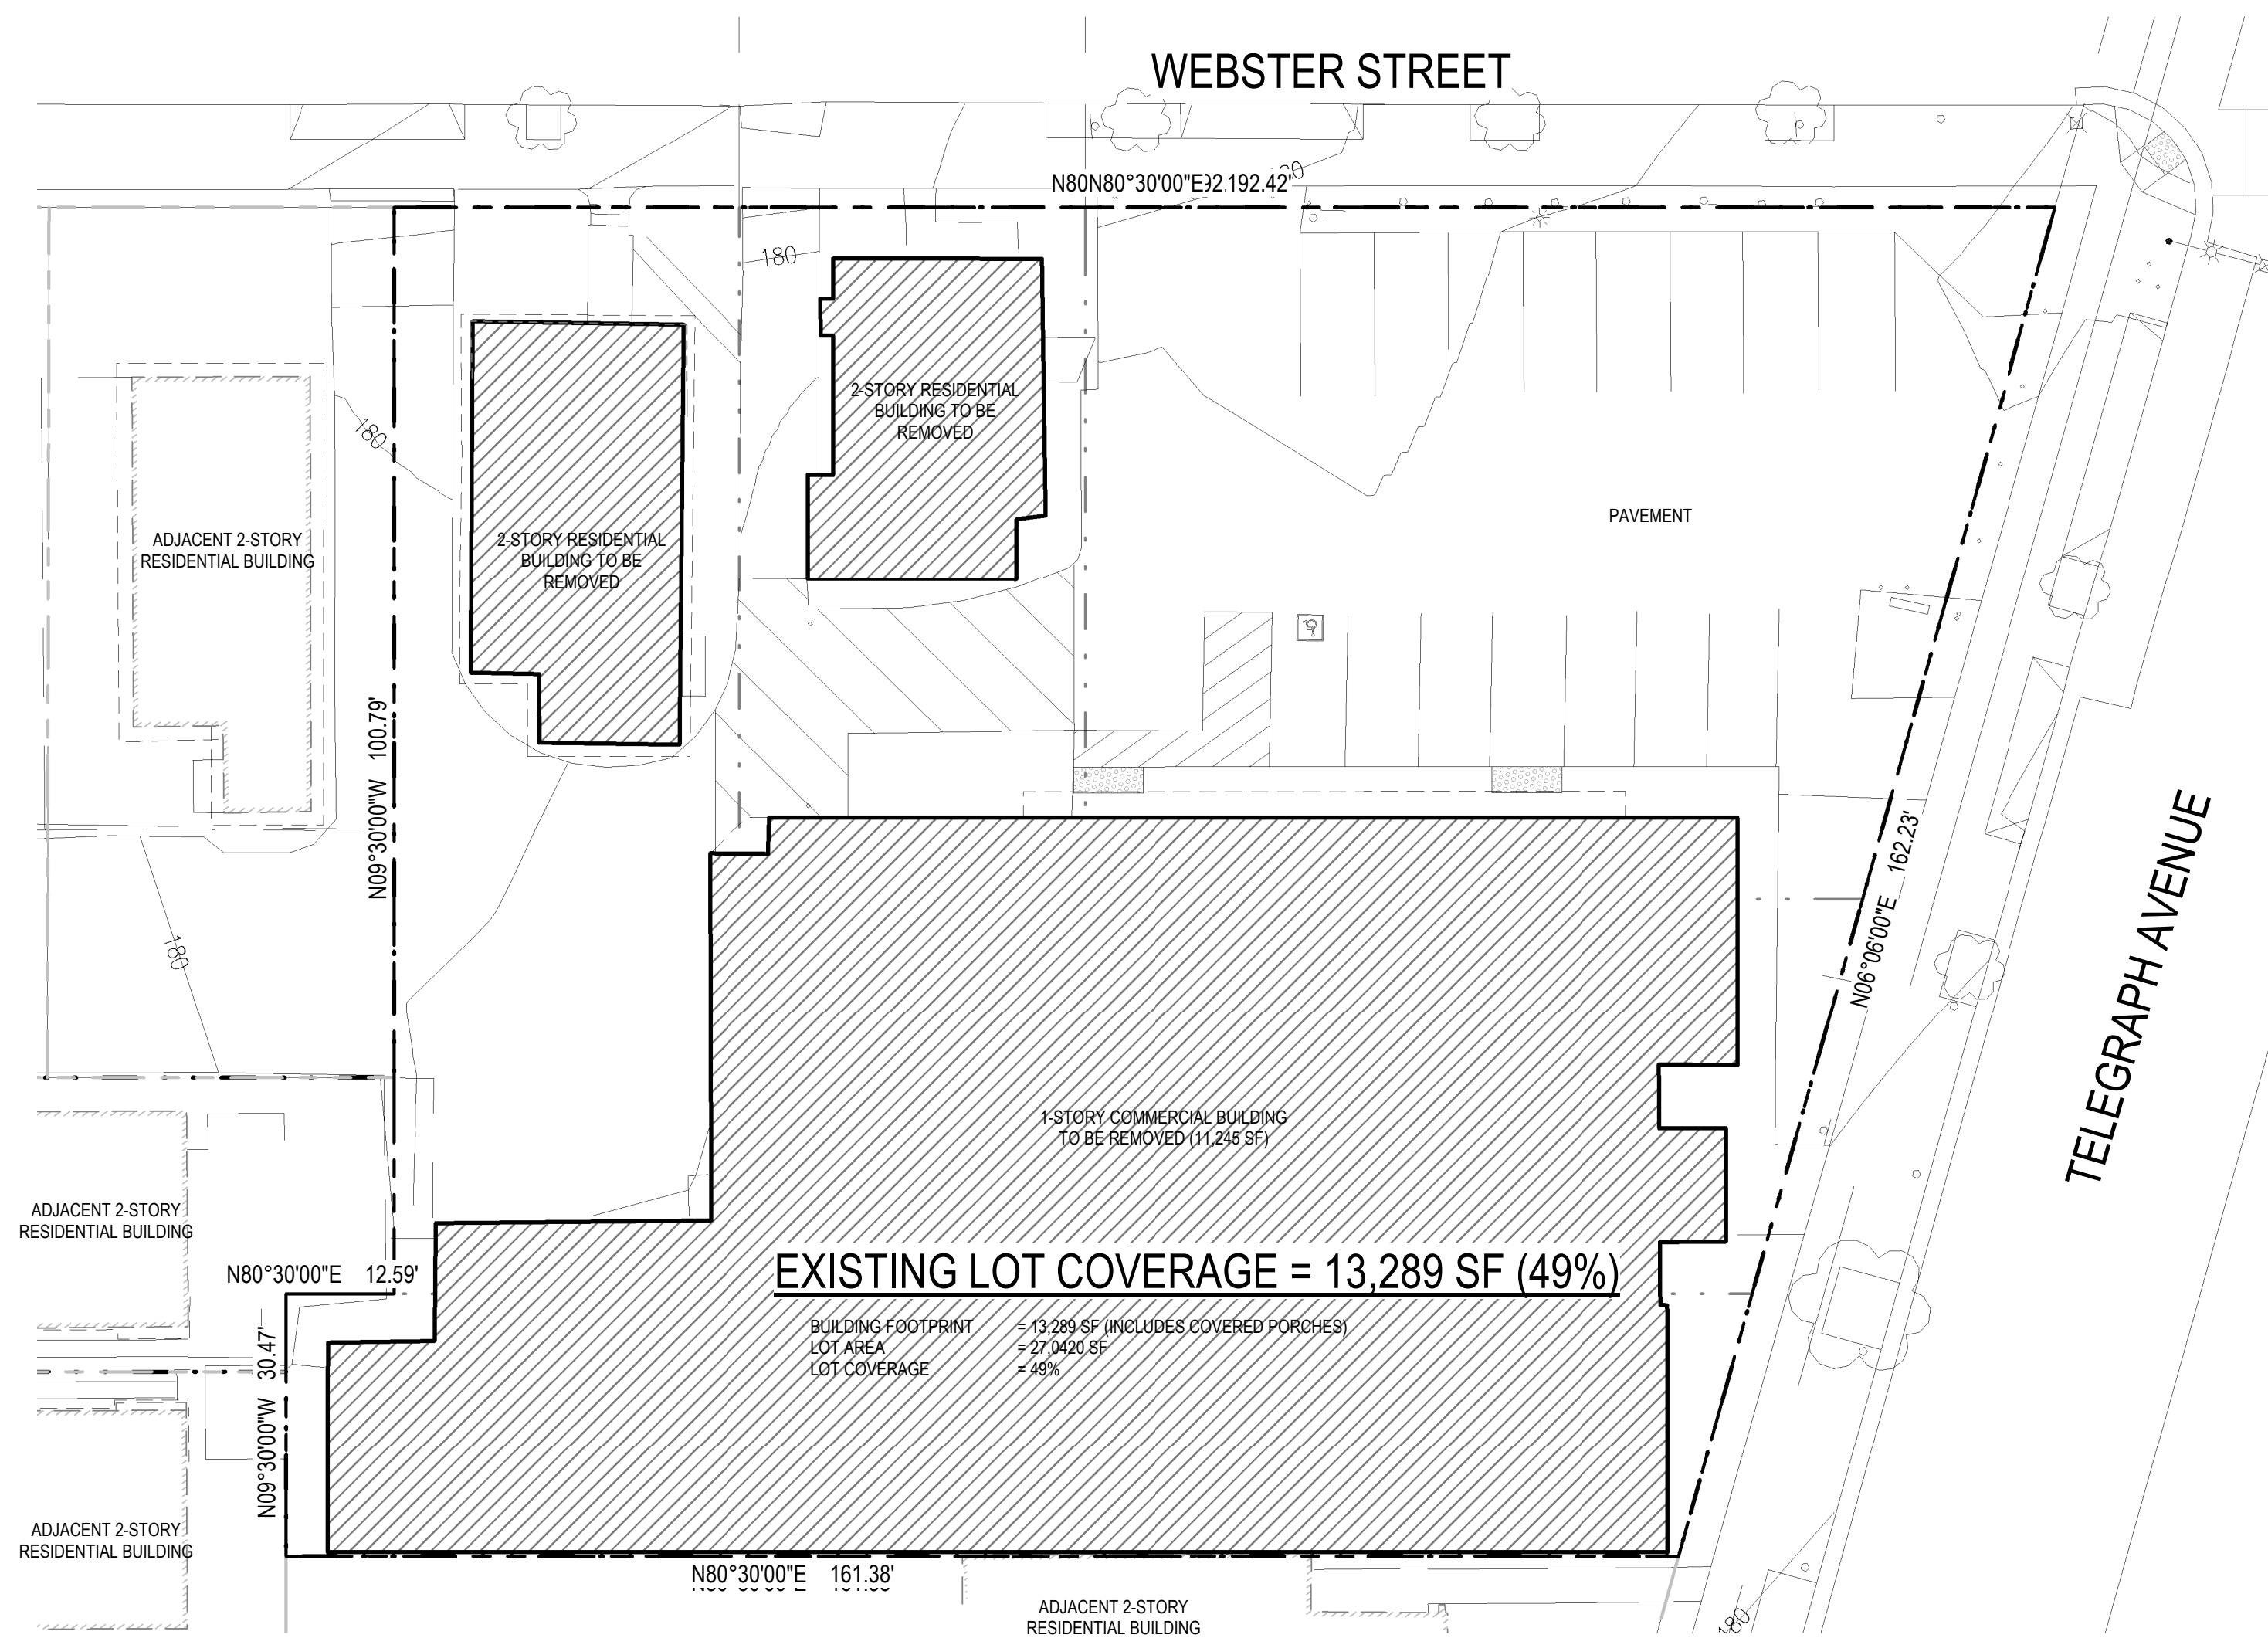 WEBSTER STREET
N80N80°30'00"E92.192.42'
180
2-STORY RESIDENTIAL
BUILDING TO BE
REMOVED
180
PAVEMENT
ADJACENT 2-STORY
RESIDENTIAL BUILDING
2-STORY RESIDENTIAL
BUILDING TO BE
REMOVED
N09°30'00"W 100.79'
N06°06'00"E 162.23'
TELEGRAPH AVENUE
180
1-STORY COMMERCIAL BUILDING
TO BE REMOVED (11,245 SF)
ADJACENT 2-STORY
RESIDENTIAL BUILDING
N80°30'00"E 12.59'
EXISTING LOT COVERAGE = 13,289 SF (49%)
BUILDING FOOTPRINT = 13,289 SF (INCLUDES COVERED PORCHES)
LOT AREA = 27,0420 SF
LOT COVERAGE = 49%
N09°30'00"W 30.47'
ADJACENT 2-STORY
RESIDENTIAL BUILDING
N80°30'00"E 161.38'
ADJACENT 2-STORY
RESIDENTIAL BUILDING
180